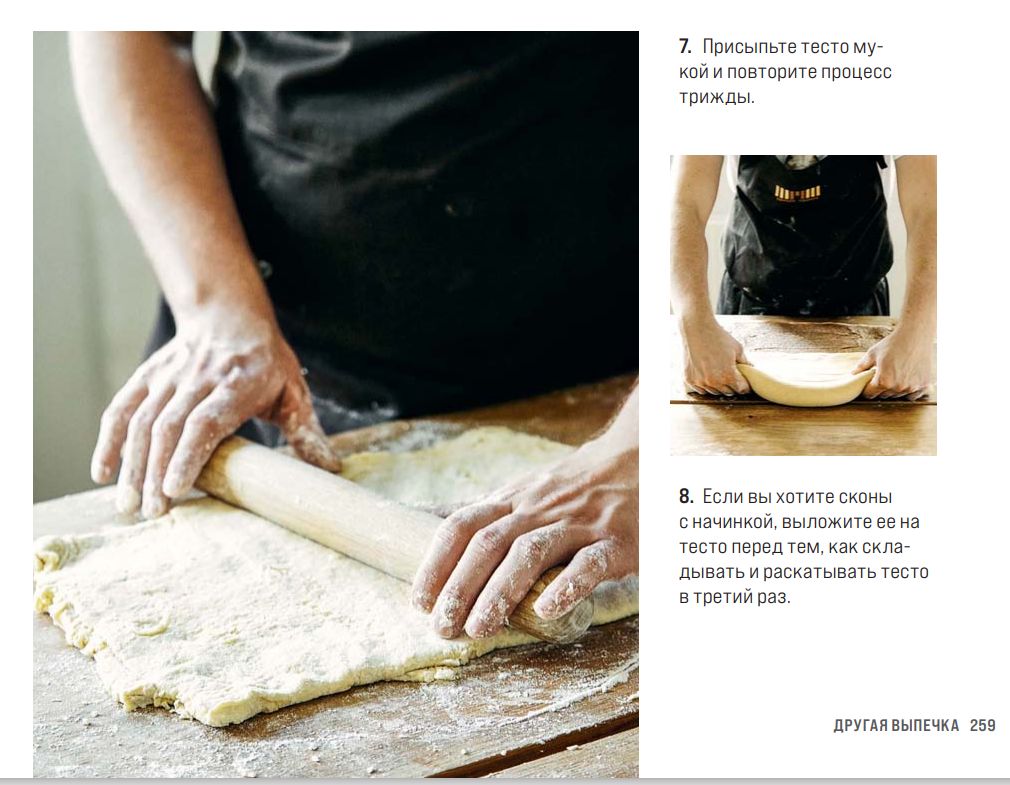 7. Присыпьте тесто му-
кой и повторите процесс
трижды.
8. Если вы хотите сконы
с начинкой, выложите ее на
тесто перед тем, как скла-
дывать и раскатывать тесто
в третий раз.
ДРУГАЯ ВЫПЕЧКА 259